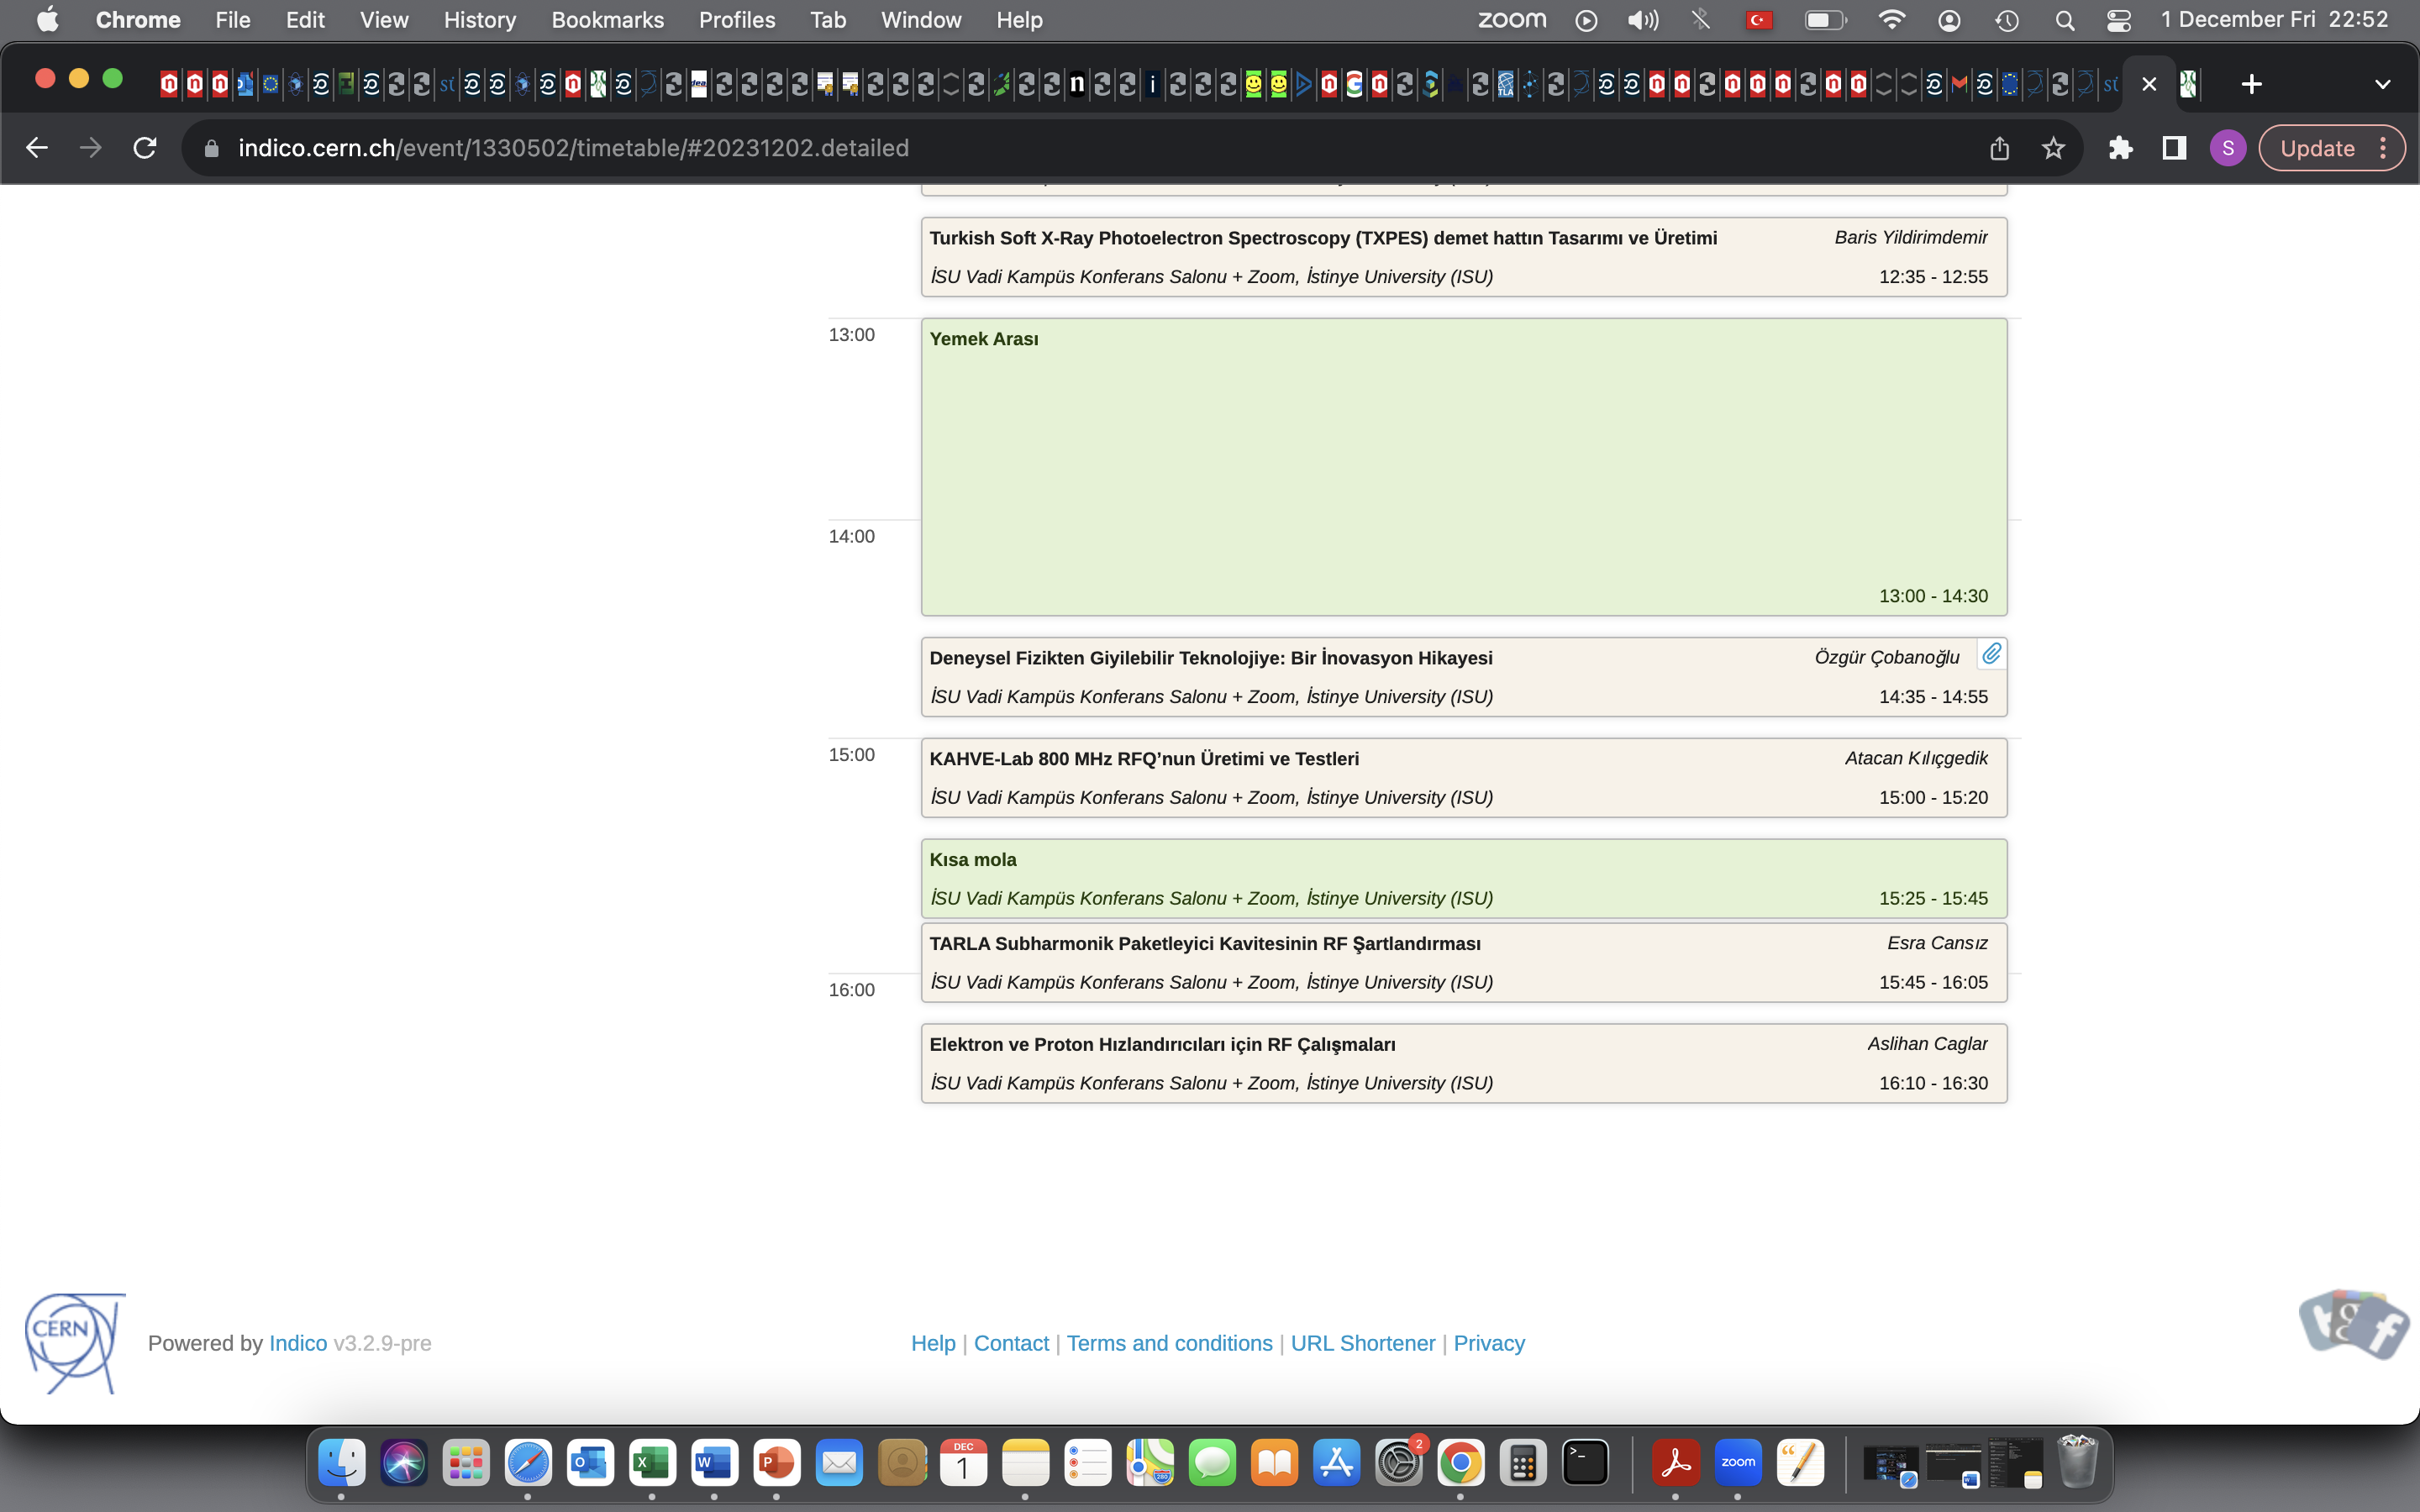 Chrome File Edit View History Bookmarks Profiles Tab Window Help zoom 1 December Fri 22:52
indico.cern.ch/event/1330502/timetable/#20231202.detailed S Update
Turkish Soft X-Ray Photoelectron Spectroscopy (TXPES) demet hattın Tasarımı ve Üretimi Baris Yildirimdemir
İSU Vadi Kampüs Konferans Salonu + Zoom, İstinye University (ISU) 12:35 - 12:55
13:00 Yemek Arası
14:00
13:00 - 14:30
Deneysel Fizikten Giyilebilir Teknolojiye: Bir İnovasyon Hikayesi Özgür Çobanoğlu
İSU Vadi Kampüs Konferans Salonu + Zoom, İstinye University (ISU) 14:35 - 14:55
15:00 KAHVE-Lab 800 MHz RFQ’nun Üretimi ve Testleri Atacan Kılıçgedik
İSU Vadi Kampüs Konferans Salonu + Zoom, İstinye University (ISU) 15:00 - 15:20
Kısa mola
İSU Vadi Kampüs Konferans Salonu + Zoom, İstinye University (ISU) 15:25 - 15:45
TARLA Subharmonik Paketleyici Kavitesinin RF Şartlandırması Esra Cansız
İSU Vadi Kampüs Konferans Salonu + Zoom, İstinye University (ISU) 15:45 - 16:05
16:00
Elektron ve Proton Hızlandırıcıları için RF Çalışmaları Aslihan Caglar
İSU Vadi Kampüs Konferans Salonu + Zoom, İstinye University (ISU) 16:10 - 16:30
CERN Powered by Indico v3.2.9-pre Help | Contact | Terms and conditions | URL Shortener | Privacy
DEC
1
2
zoom